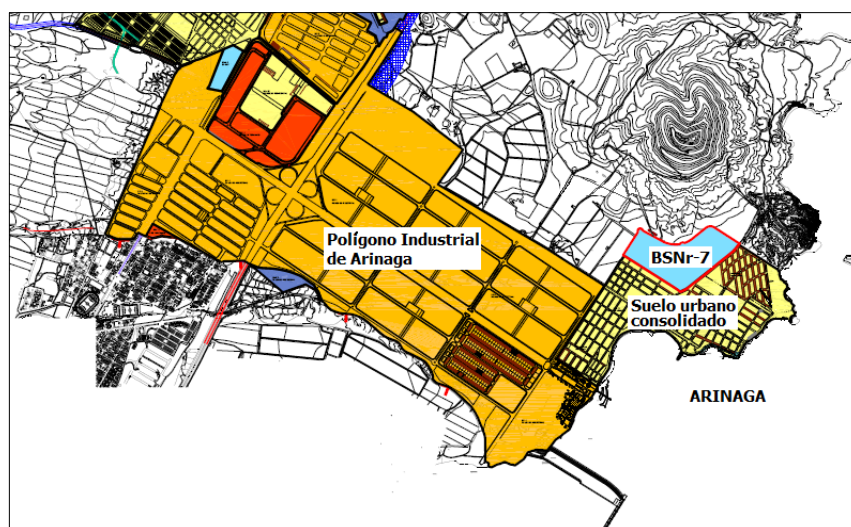 Polígono Industrial
de Arinaga
BSNr-7
Suelo urbano
consolidado
ARINAGA